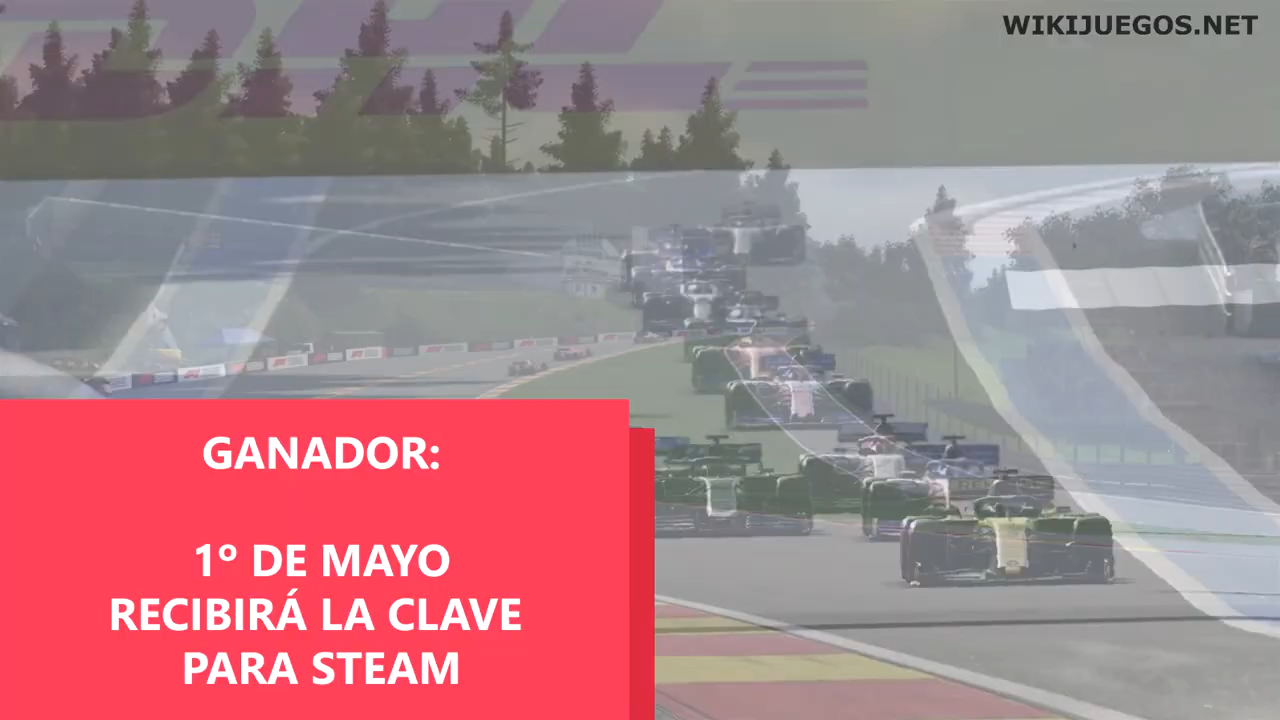 WIKIJUEGOS.NET
GANADOR:
1º DE MAYO
RECIBIRÁ LA CLAVE
PARA STEAM